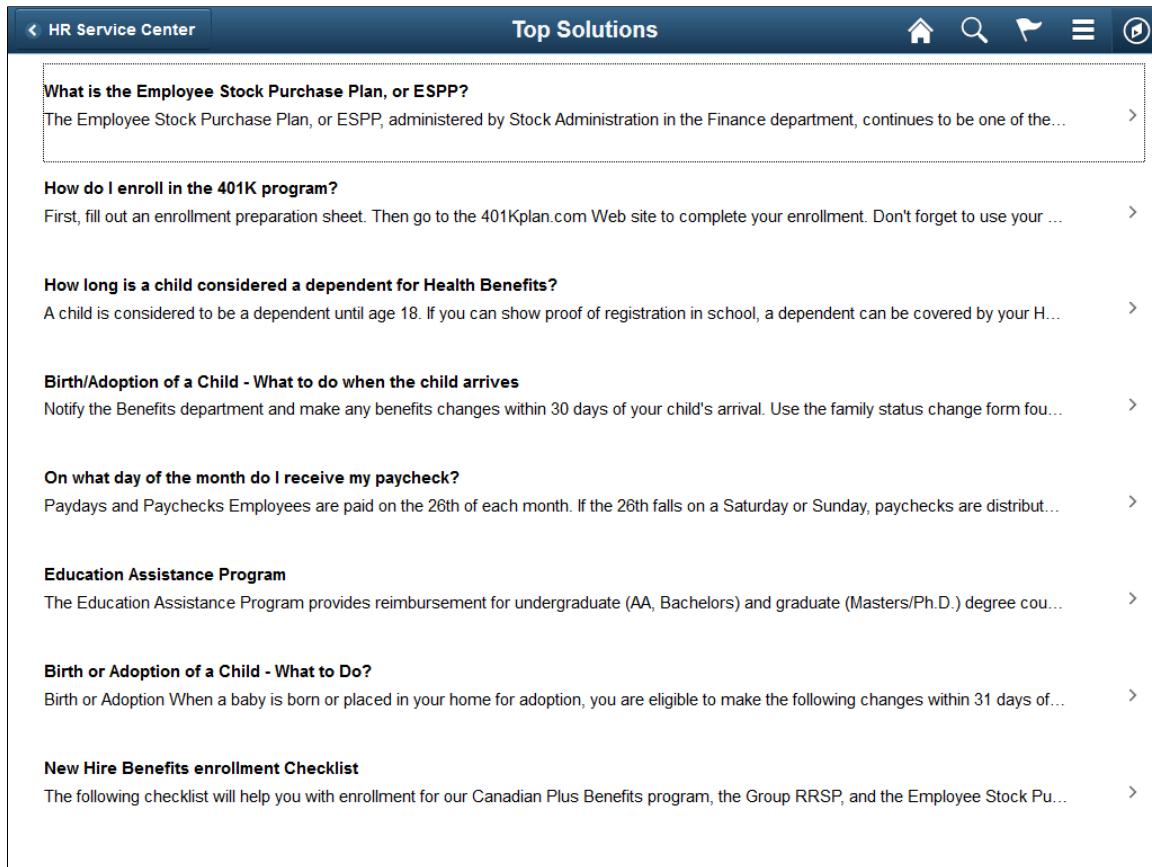 HR Service Center
Top Solutions
What is the Employee Stock Purchase Plan, or ESPP?
The Employee Stock Purchase Plan, or ESPP, administered by Stock Administration in the Finance department, continues to be one of the…
How do I enroll in the 401K program?
First, fill out an enrollment preparation sheet. Then go to the 401Kplan.com Web site to complete your enrollment. Don't forget to use your …
How long is a child considered a dependent for Health Benefits?
A child is considered to be a dependent until age 18. If you can show proof of registration in school, a dependent can be covered by your H…
Birth/Adoption of a Child - What to do when the child arrives
Notify the Benefits department and make any benefits changes within 30 days of your child's arrival. Use the family status change form fou…
On what day of the month do I receive my paycheck?
Paydays and Paychecks Employees are paid on the 26th of each month. If the 26th falls on a Saturday or Sunday, paychecks are distribut…
Education Assistance Program
The Education Assistance Program provides reimbursement for undergraduate (AA, Bachelors) and graduate (Masters/Ph.D.) degree cou…
Birth or Adoption of a Child - What to Do?
Birth or Adoption When a baby is born or placed in your home for adoption, you are eligible to make the following changes within 31 days of…
New Hire Benefits enrollment Checklist
The following checklist will help you with enrollment for our Canadian Plus Benefits program, the Group RRSP, and the Employee Stock Pu…